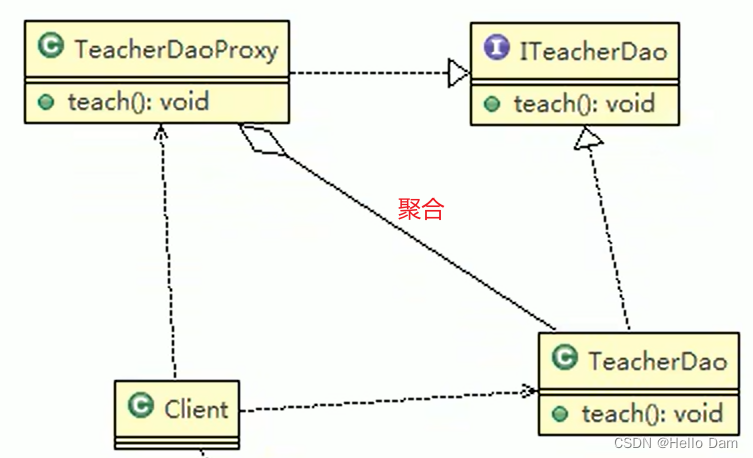 C TeacherDaoProxy
teach(): void
I ITeacherDao
teach(): void
聚合
C TeacherDao
teach(): void
C Client
CSDN @Hello Dam